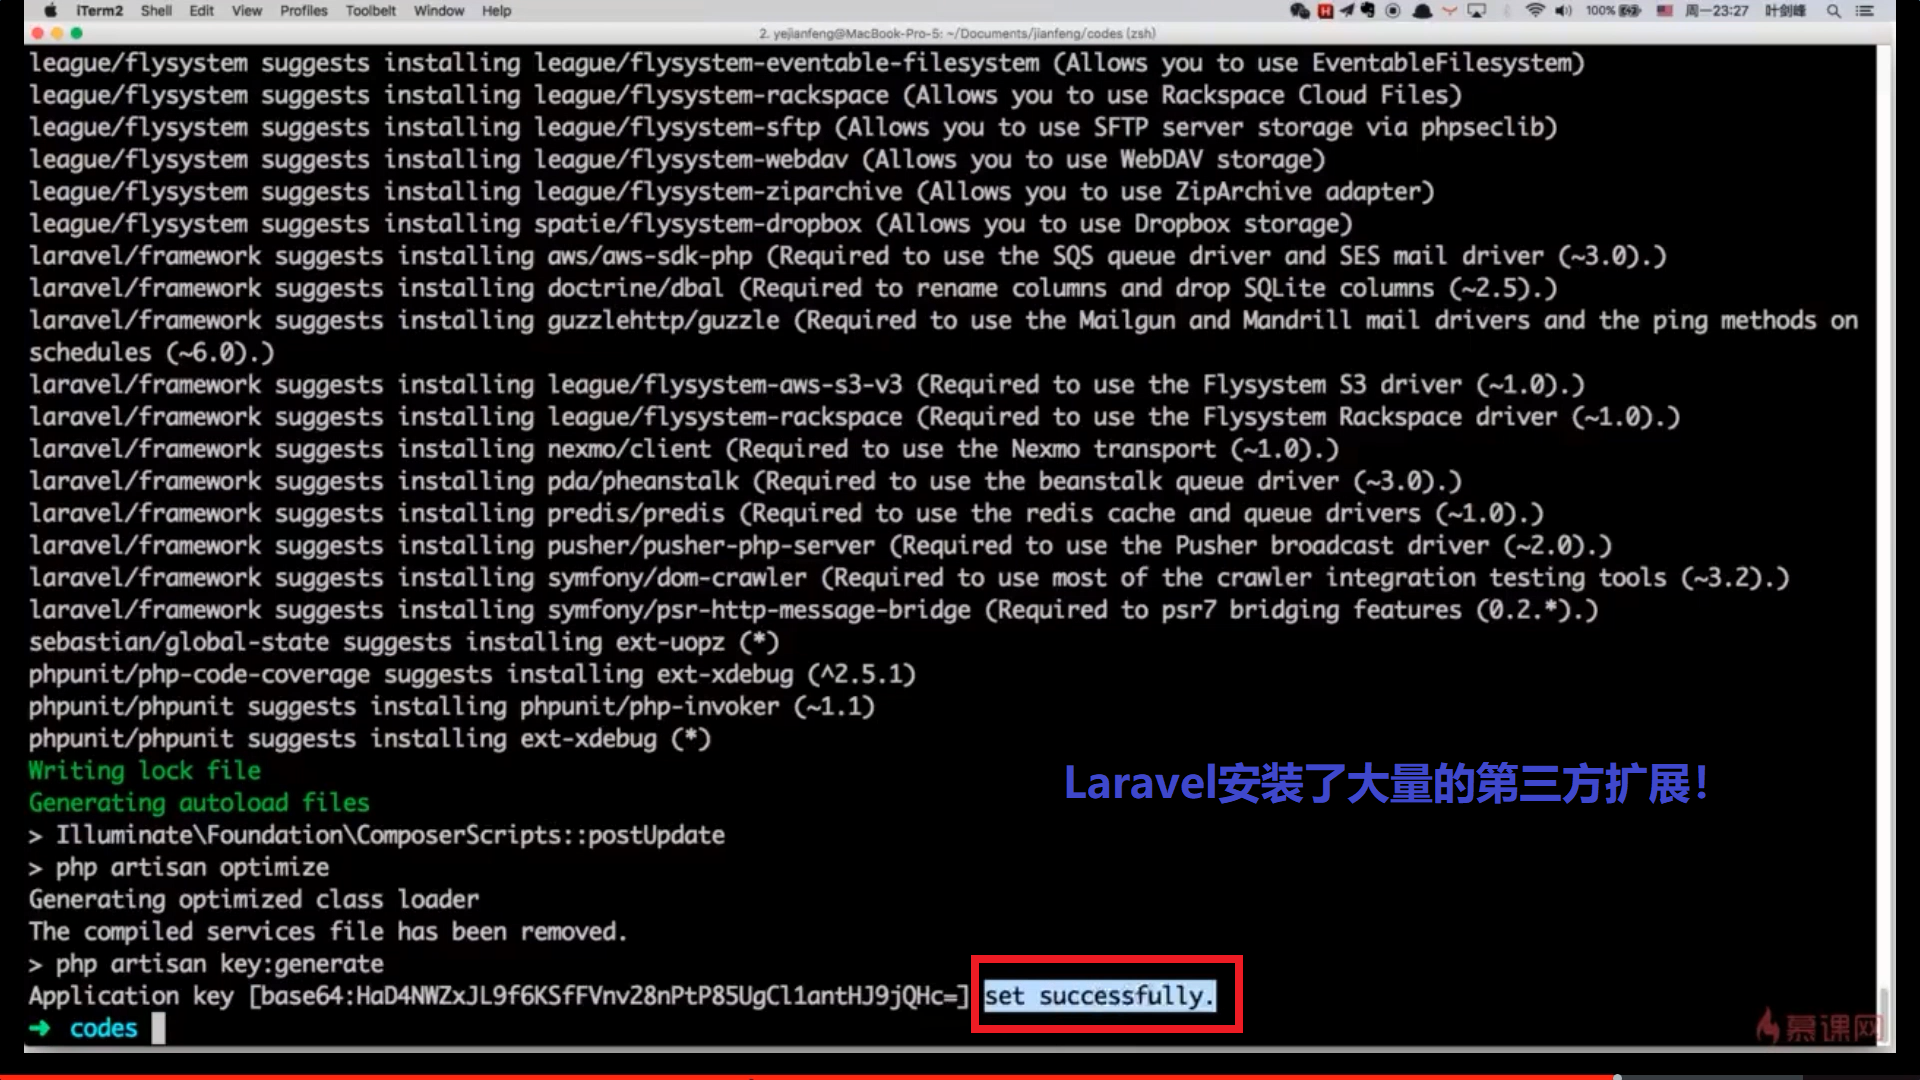 iTerm2 Shell Edit View Profiles Toolbelt Window Help 100% 周一23:27 叶剑峰
2. yejianfeng@MacBook-Pro-5: ~/Documents/jianfeng/codes (zsh)
league/flysystem suggests installing league/flysystem-eventable-filesystem (Allows you to use EventableFilesystem)
league/flysystem suggests installing league/flysystem-rackspace (Allows you to use Rackspace Cloud Files)
league/flysystem suggests installing league/flysystem-sftp (Allows you to use SFTP server storage via phpseclib)
league/flysystem suggests installing league/flysystem-webdav (Allows you to use WebDAV storage)
league/flysystem suggests installing league/flysystem-ziparchive (Allows you to use ZipArchive adapter)
league/flysystem suggests installing spatie/flysystem-dropbox (Allows you to use Dropbox storage)
laravel/framework suggests installing aws/aws-sdk-php (Required to use the SQS queue driver and SES mail driver (~3.0).)
laravel/framework suggests installing doctrine/dbal (Required to rename columns and drop SQLite columns (~2.5).)
laravel/framework suggests installing guzzlehttp/guzzle (Required to use the Mailgun and Mandrill mail drivers and the ping methods on
schedules (~6.0).)
laravel/framework suggests installing league/flysystem-aws-s3-v3 (Required to use the Flysystem S3 driver (~1.0).)
laravel/framework suggests installing league/flysystem-rackspace (Required to use the Flysystem Rackspace driver (~1.0).)
laravel/framework suggests installing nexmo/client (Required to use the Nexmo transport (~1.0).)
laravel/framework suggests installing pda/pheanstalk (Required to use the beanstalk queue driver (~3.0).)
laravel/framework suggests installing predis/predis (Required to use the redis cache and queue drivers (~1.0).)
laravel/framework suggests installing pusher/pusher-php-server (Required to use the Pusher broadcast driver (~2.0).)
laravel/framework suggests installing symfony/dom-crawler (Required to use most of the crawler integration testing tools (~3.2).)
laravel/framework suggests installing symfony/psr-http-message-bridge (Required to psr7 bridging features (0.2.*).)
sebastian/global-state suggests installing ext-uopz (*)
phpunit/php-code-coverage suggests installing ext-xdebug (^2.5.1)
phpunit/phpunit suggests installing phpunit/php-invoker (~1.1)
phpunit/phpunit suggests installing ext-xdebug (*)
Writing lock file
Laravel安装了大量的第三方扩展!
Generating autoload files
> Illuminate\Foundation\ComposerScripts::postUpdate
> php artisan optimize
Generating optimized class loader
The compiled services file has been removed.
> php artisan key:generate
Application key [base64:HaD4NWZxJL9f6KSfFVnv28nPtP85UgCl1antHJ9jQHc=] set successfully.
➜ codes
慕课网